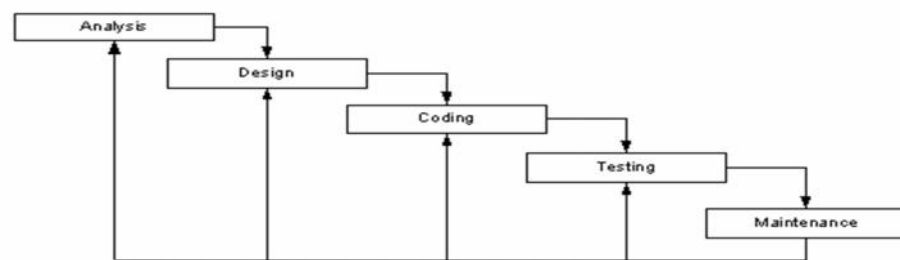 Analysis
Design
Coding
Testing
Maintenance